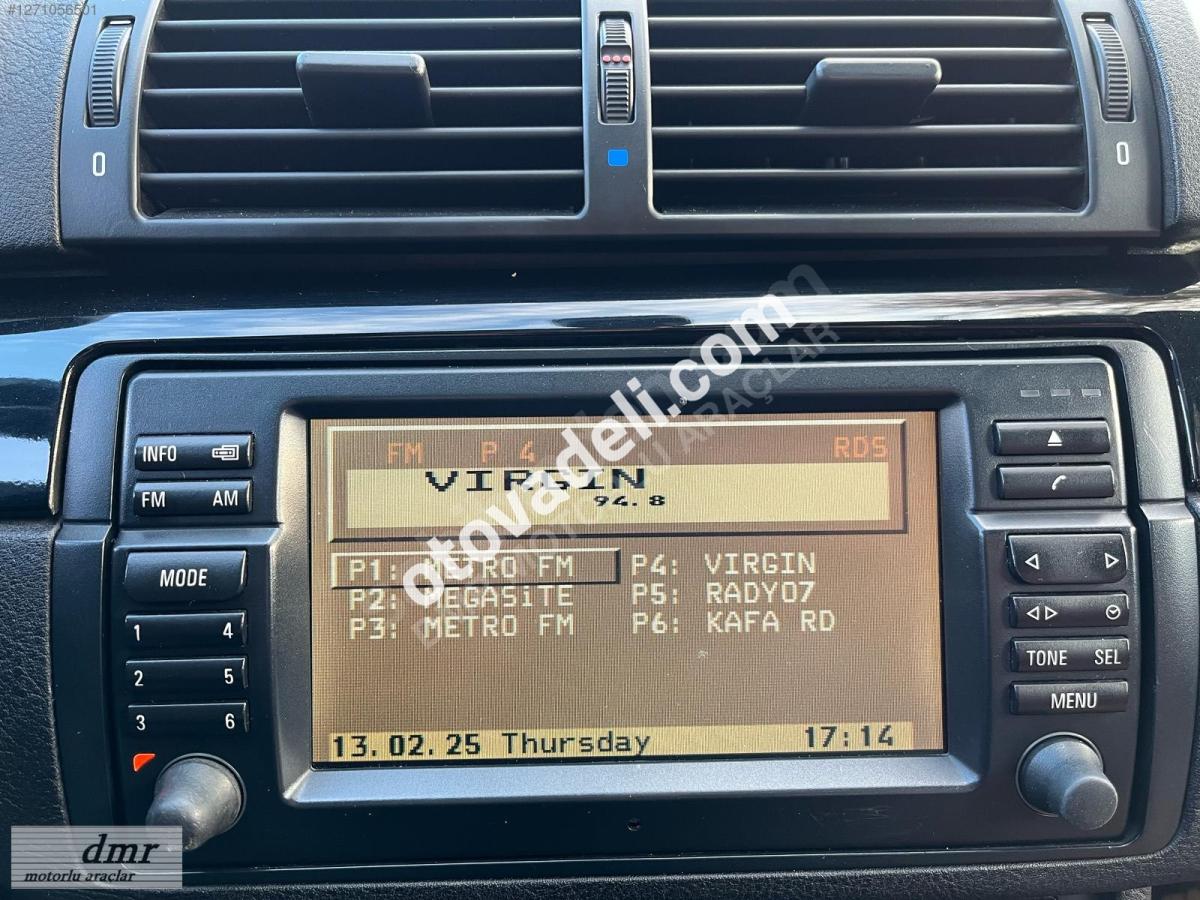 #1271056501
0
0
otovadeli.com
INFO
FM AM
MODE
1 4
2 5
3 6
FM P 4 RDS
VIRGIN
94.8
P1: METRO FM P4: VIRGIN
P2: MEGASiTE P5: RADYO7
P3: METRO FM P6: KAFA RD
13.02.25 Thursday 17:14
TONE SEL
MENU
dmr
motorlu araçlar